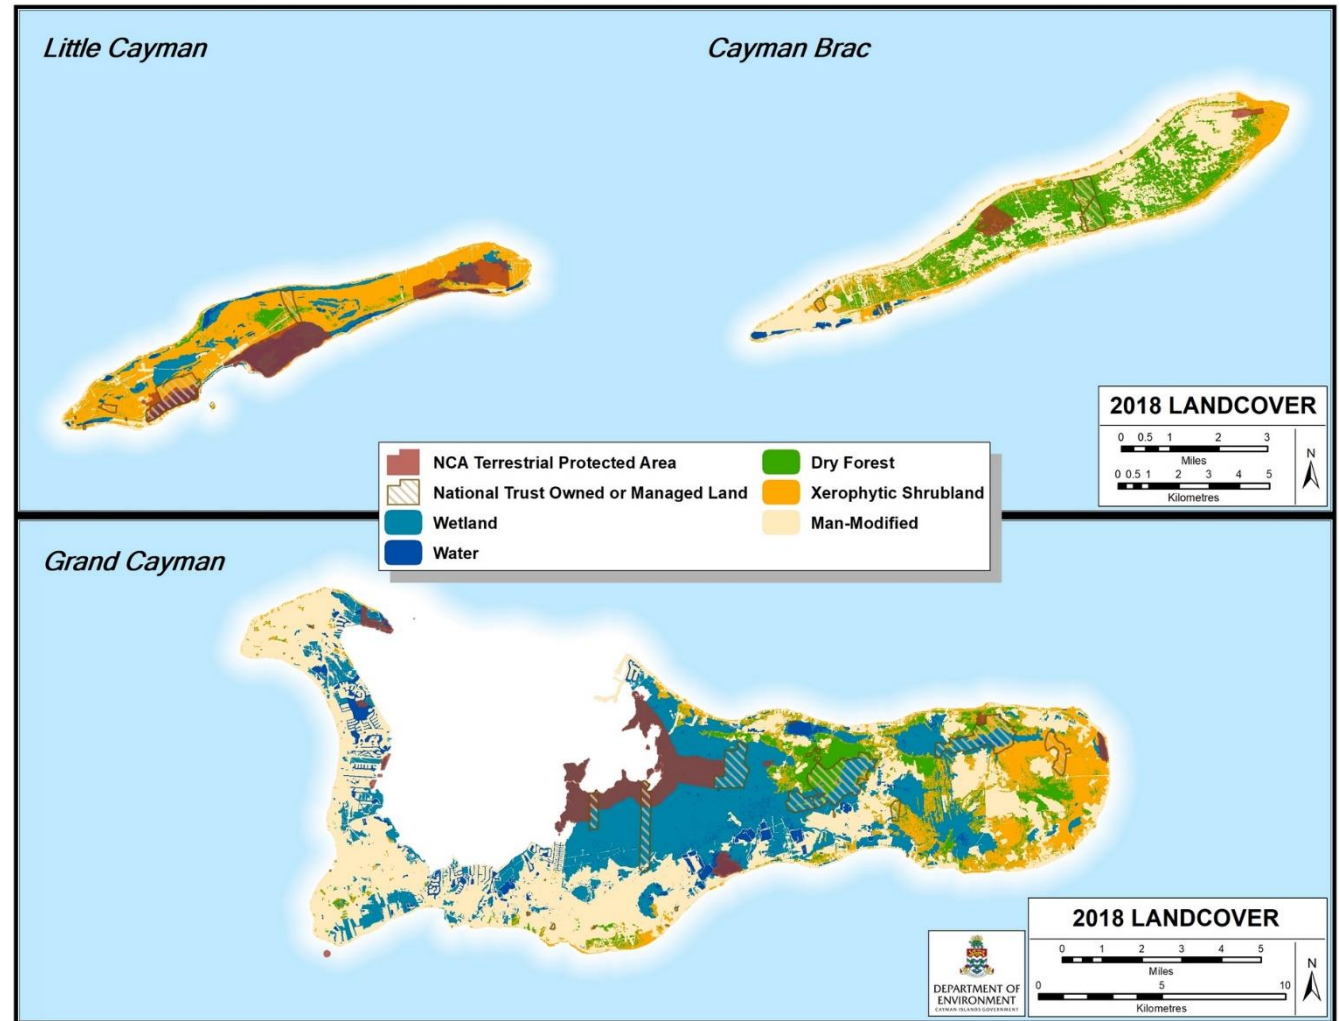 Little Cayman
Cayman Brac
2018 LANDCOVER
0 0.5 1 2 3
Miles
0 0.5 1 2 3 4 5
Kilometres
N
NCA Terrestrial Protected Area
National Trust Owned or Managed Land
Wetland
Water
Dry Forest
Xerophytic Shrubland
Man-Modified
Grand Cayman
DEPARTMENT OF
ENVIRONMENT
CAYMAN ISLANDS GOVERNMENT
2018 LANDCOVER
0 1 2 3 4 5
Miles
0 5 10
Kilometres
N